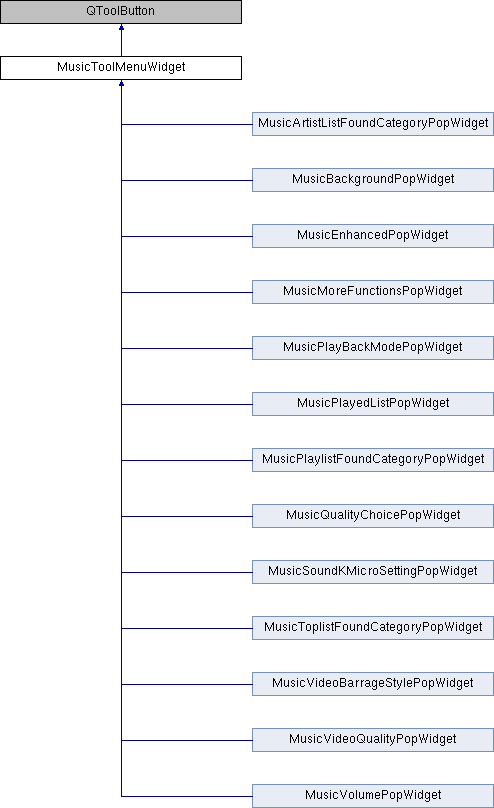 QToolButton
MusicToolMenuWidget
MusicArtistListFoundCategoryPopWidget
MusicBackgroundPopWidget
MusicEnhancedPopWidget
MusicMoreFunctionsPopWidget
MusicPlayBackModePopWidget
MusicPlayedListPopWidget
MusicPlaylistFoundCategoryPopWidget
MusicQualityChoicePopWidget
MusicSoundKMicroSettingPopWidget
MusicToplistFoundCategoryPopWidget
MusicVideoBarrageStylePopWidget
MusicVideoQualityPopWidget
MusicVolumePopWidget